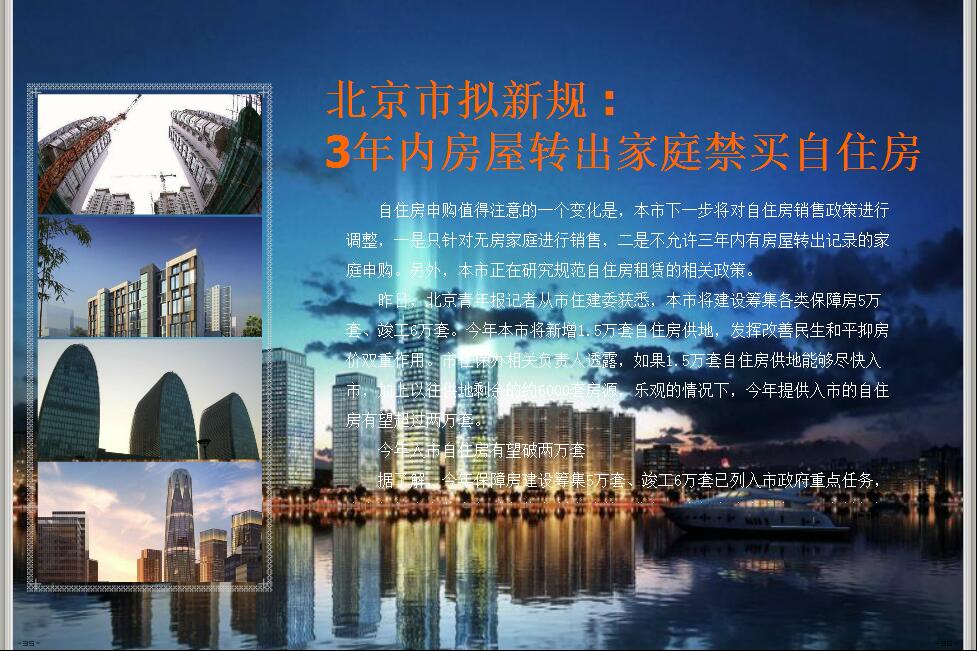 北京市拟新规：
3年内房屋转出家庭禁买自住房
自住房申购值得注意的一个变化是，本市下一步将对自住房销售政策进行
调整，一是只针对无房家庭进行销售，二是不允许三年内有房屋转出记录的家
庭申购。另外，本市正在研究规范自住房租赁的相关政策。
昨日，北京青年报记者从市住建委获悉，本市将建设筹集各类保障房5万
套、竣工6万套。今年本市将新增1.5万套自住房供地，发挥改善民生和平抑房
价双重作用。市住保办相关负责人透露，如果1.5万套自住房供地能够尽快入
市，加上以往供地剩余的约6000套房源，乐观的情况下，今年提供入市的自住
房有望超过两万套。
今年入市自住房有望破两万套
据了解，今年保障房建设筹集5万套、竣工6万套已列入市政府重点任务，
-35-